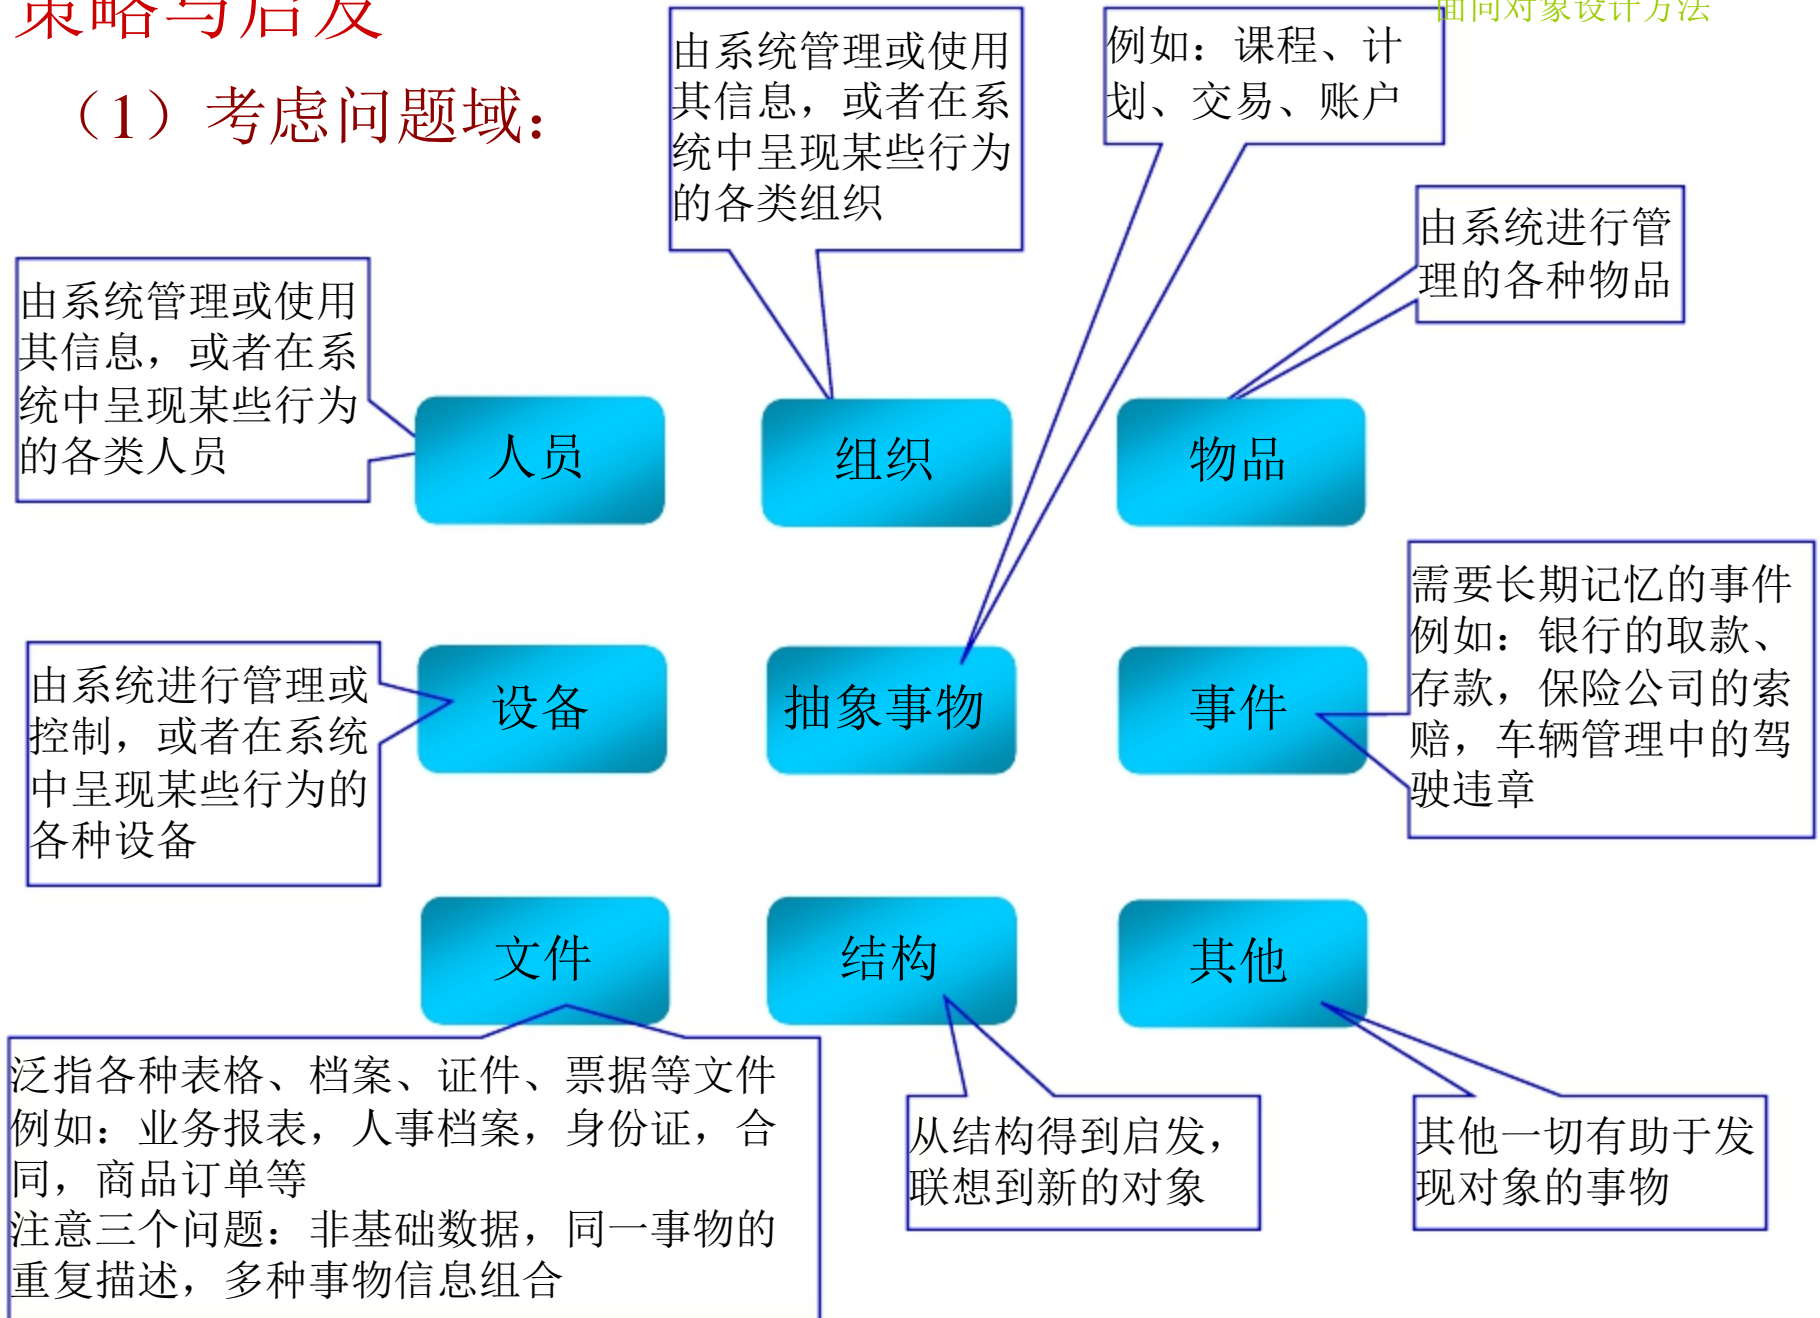 策略与启发
面向对象设计方法
（1）考虑问题域：
由系统管理或使用
其信息，或者在系
统中呈现某些行为
的各类组织
例如：课程、计
划、交易、账户
由系统进行管
理的各种物品
由系统管理或使用
其信息，或者在系
统中呈现某些行为
的各类人员
人员
组织
物品
需要长期记忆的事件
例如：银行的取款、
存款，保险公司的索
赔，车辆管理中的驾
驶违章
由系统进行管理或
控制，或者在系统
中呈现某些行为的
各种设备
设备
抽象事物
事件
文件
结构
其他
泛指各种表格、档案、证件、票据等文件
例如：业务报表，人事档案，身份证，合
同，商品订单等
注意三个问题：非基础数据，同一事物的
重复描述，多种事物信息组合
从结构得到启发，
联想到新的对象
其他一切有助于发
现对象的事物